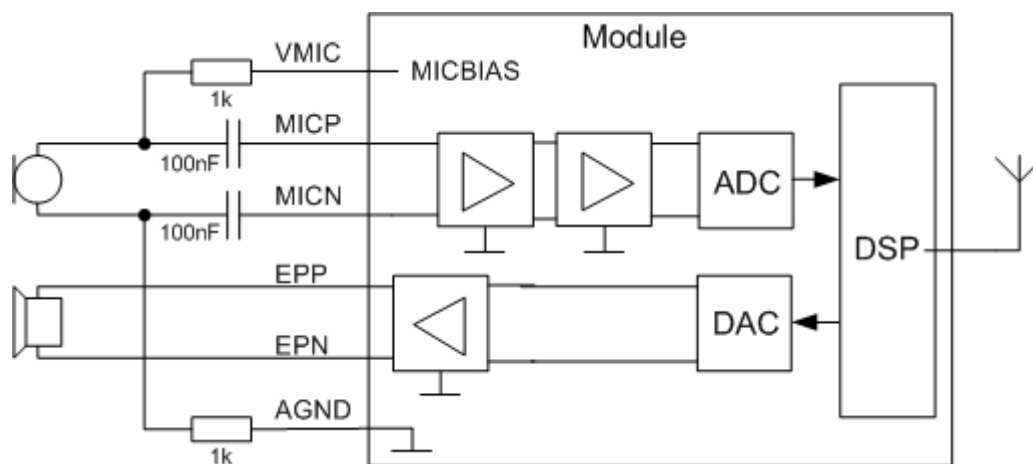 Module
VMIC
MICBIAS
1k
MICP
100nF
MICN
100nF
ADC
DSP
EPP
EPN
DAC
AGND
1k